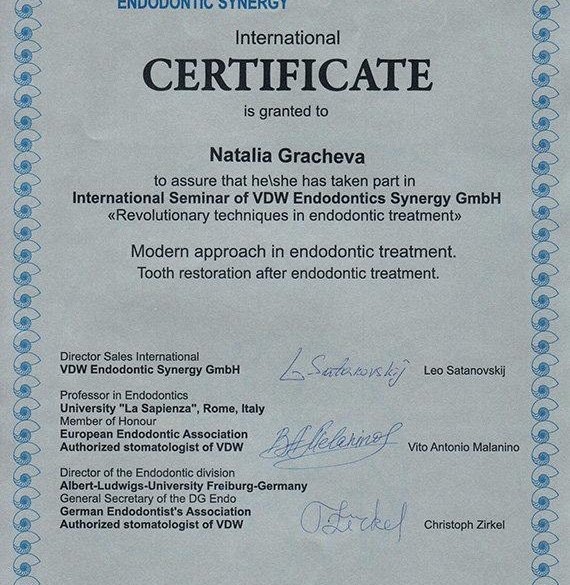 ENDODONTIC SYNERGY
International
CERTIFICATE
is granted to
Natalia Gracheva
to assure that he\she has taken part in
International Seminar of VDW Endodontics Synergy GmbH
«Revolutionary techniques in endodontic treatment»
Modern approach in endodontic treatment.
Tooth restoration after endodontic treatment.
Director Sales International
VDW Endodontic Synergy GmbH
L Satanovskij
Leo Satanovskij
Professor in Endodontics
University "La Sapienza", Rome, Italy
Member of Honour
European Endodontic Association
Authorized stomatologist of VDW
Vito Antonio Malanino
Director of the Endodontic division
Albert-Ludwigs-University Freiburg-Germany
General Secretary of the DG Endo
German Endodontist's Association
Authorized stomatologist of VDW
Zirkel
Christoph Zirkel